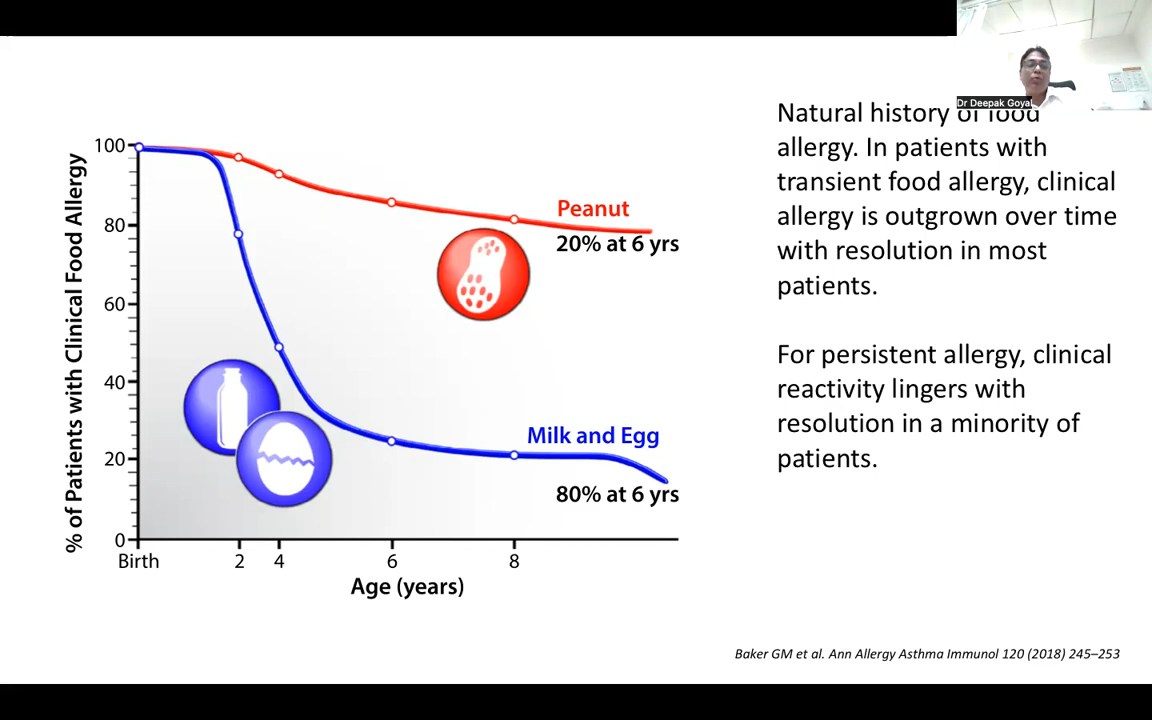 Dr Deepak Goyal
Natural history of food
allergy. In patients with
transient food allergy, clinical
allergy is outgrown over time
with resolution in most
patients.
For persistent allergy, clinical
reactivity lingers with
resolution in a minority of
patients.
% of Patients with Clinical Food Allergy
100
80
60
40
20
0
Peanut
20% at 6 yrs
Milk and Egg
80% at 6 yrs
Birth 2 4 6 8
Age (years)
Baker GM et al. Ann Allergy Asthma Immunol 120 (2018) 245–253